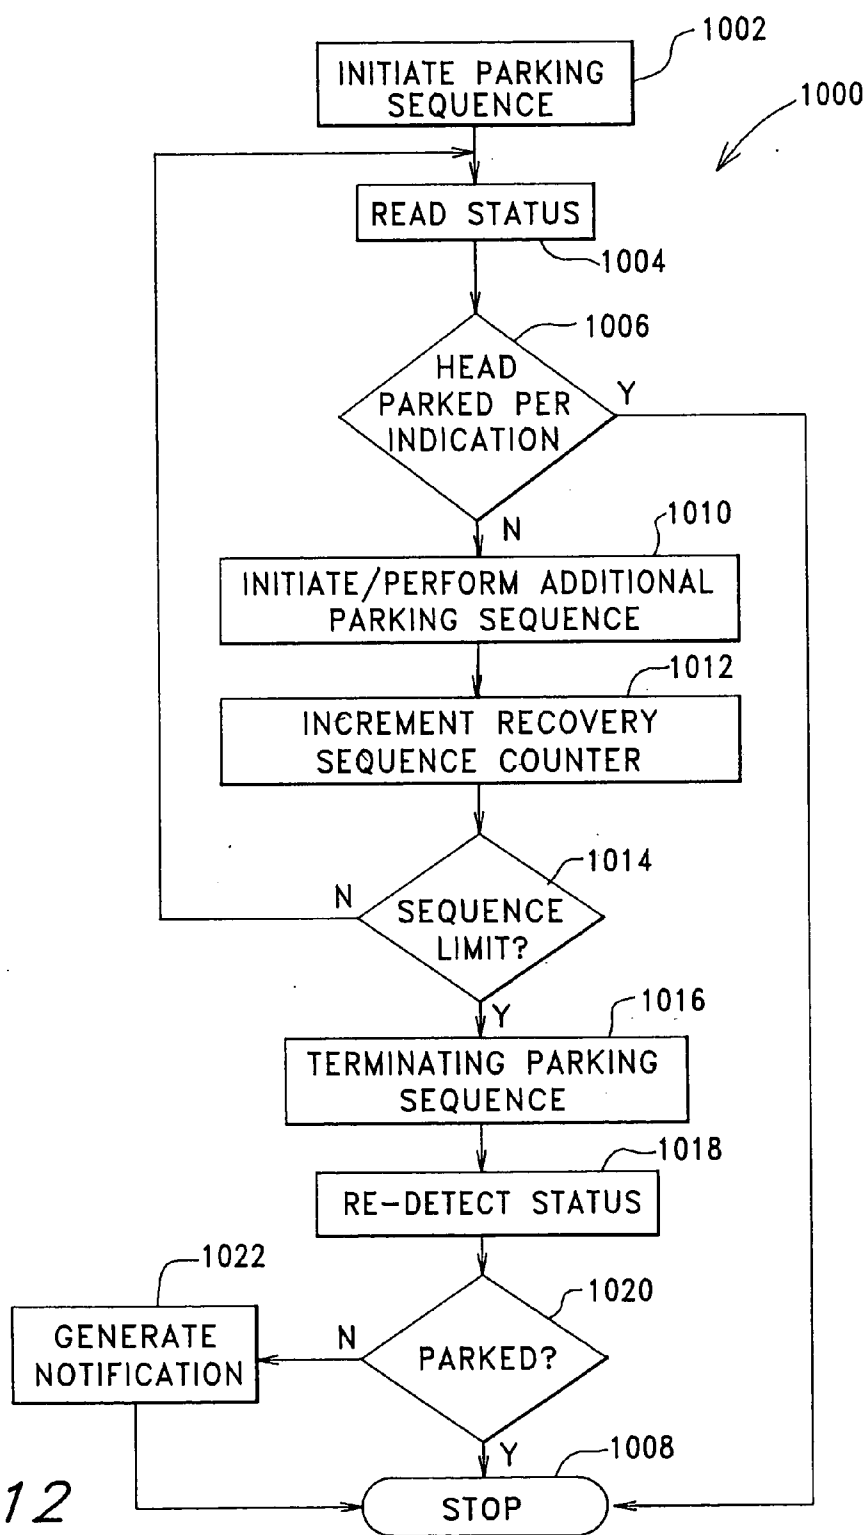 1002
INITIATE PARKING
SEQUENCE
1000
READ STATUS
1004
1006
HEAD
PARKED PER
INDICATION
Y
N
1010
INITIATE/PERFORM ADDITIONAL
PARKING SEQUENCE
1012
INCREMENT RECOVERY
SEQUENCE COUNTER
1014
N
SEQUENCE
LIMIT?
Y
1016
TERMINATING PARKING
SEQUENCE
1018
RE-DETECT STATUS
1022
GENERATE
NOTIFICATION
1020
N
PARKED?
Y
1008
STOP
12